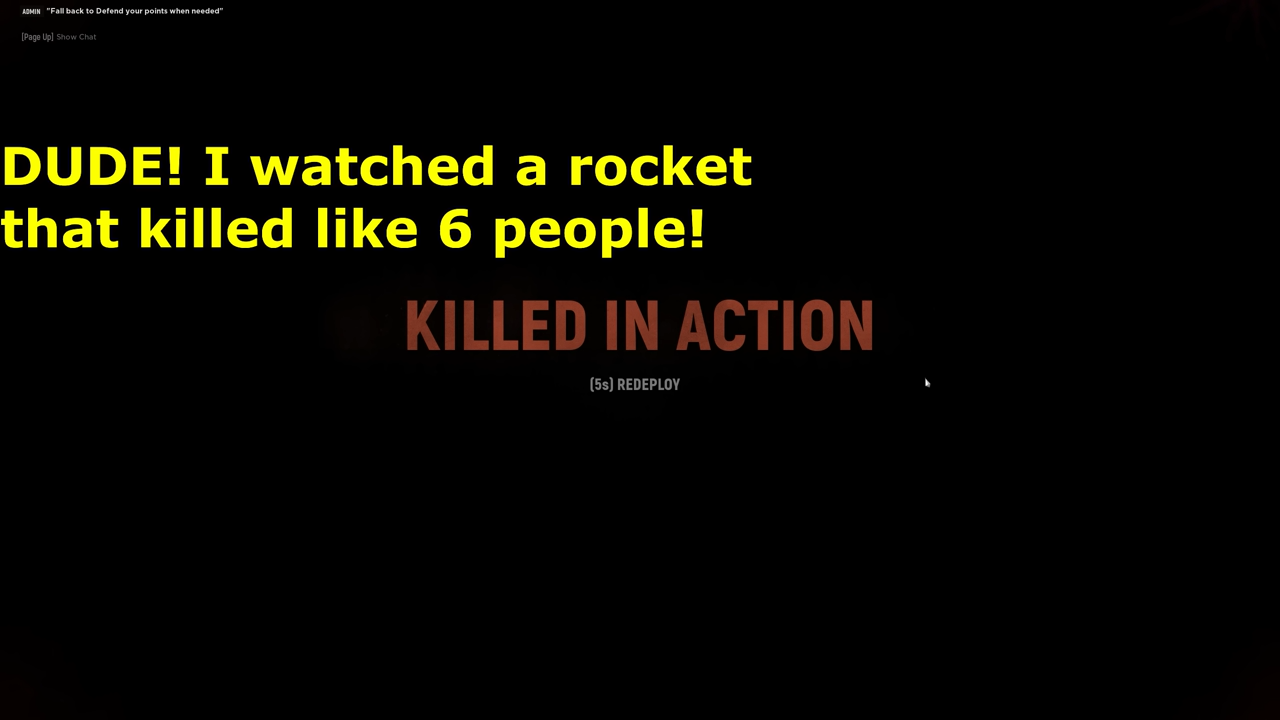 ADMIN "Fall back to Defend your points when needed"
[Page Up] Show Chat
DUDE! I watched a rocket
that killed like 6 people!
KILLED IN ACTION
(5s) REDEPLOY